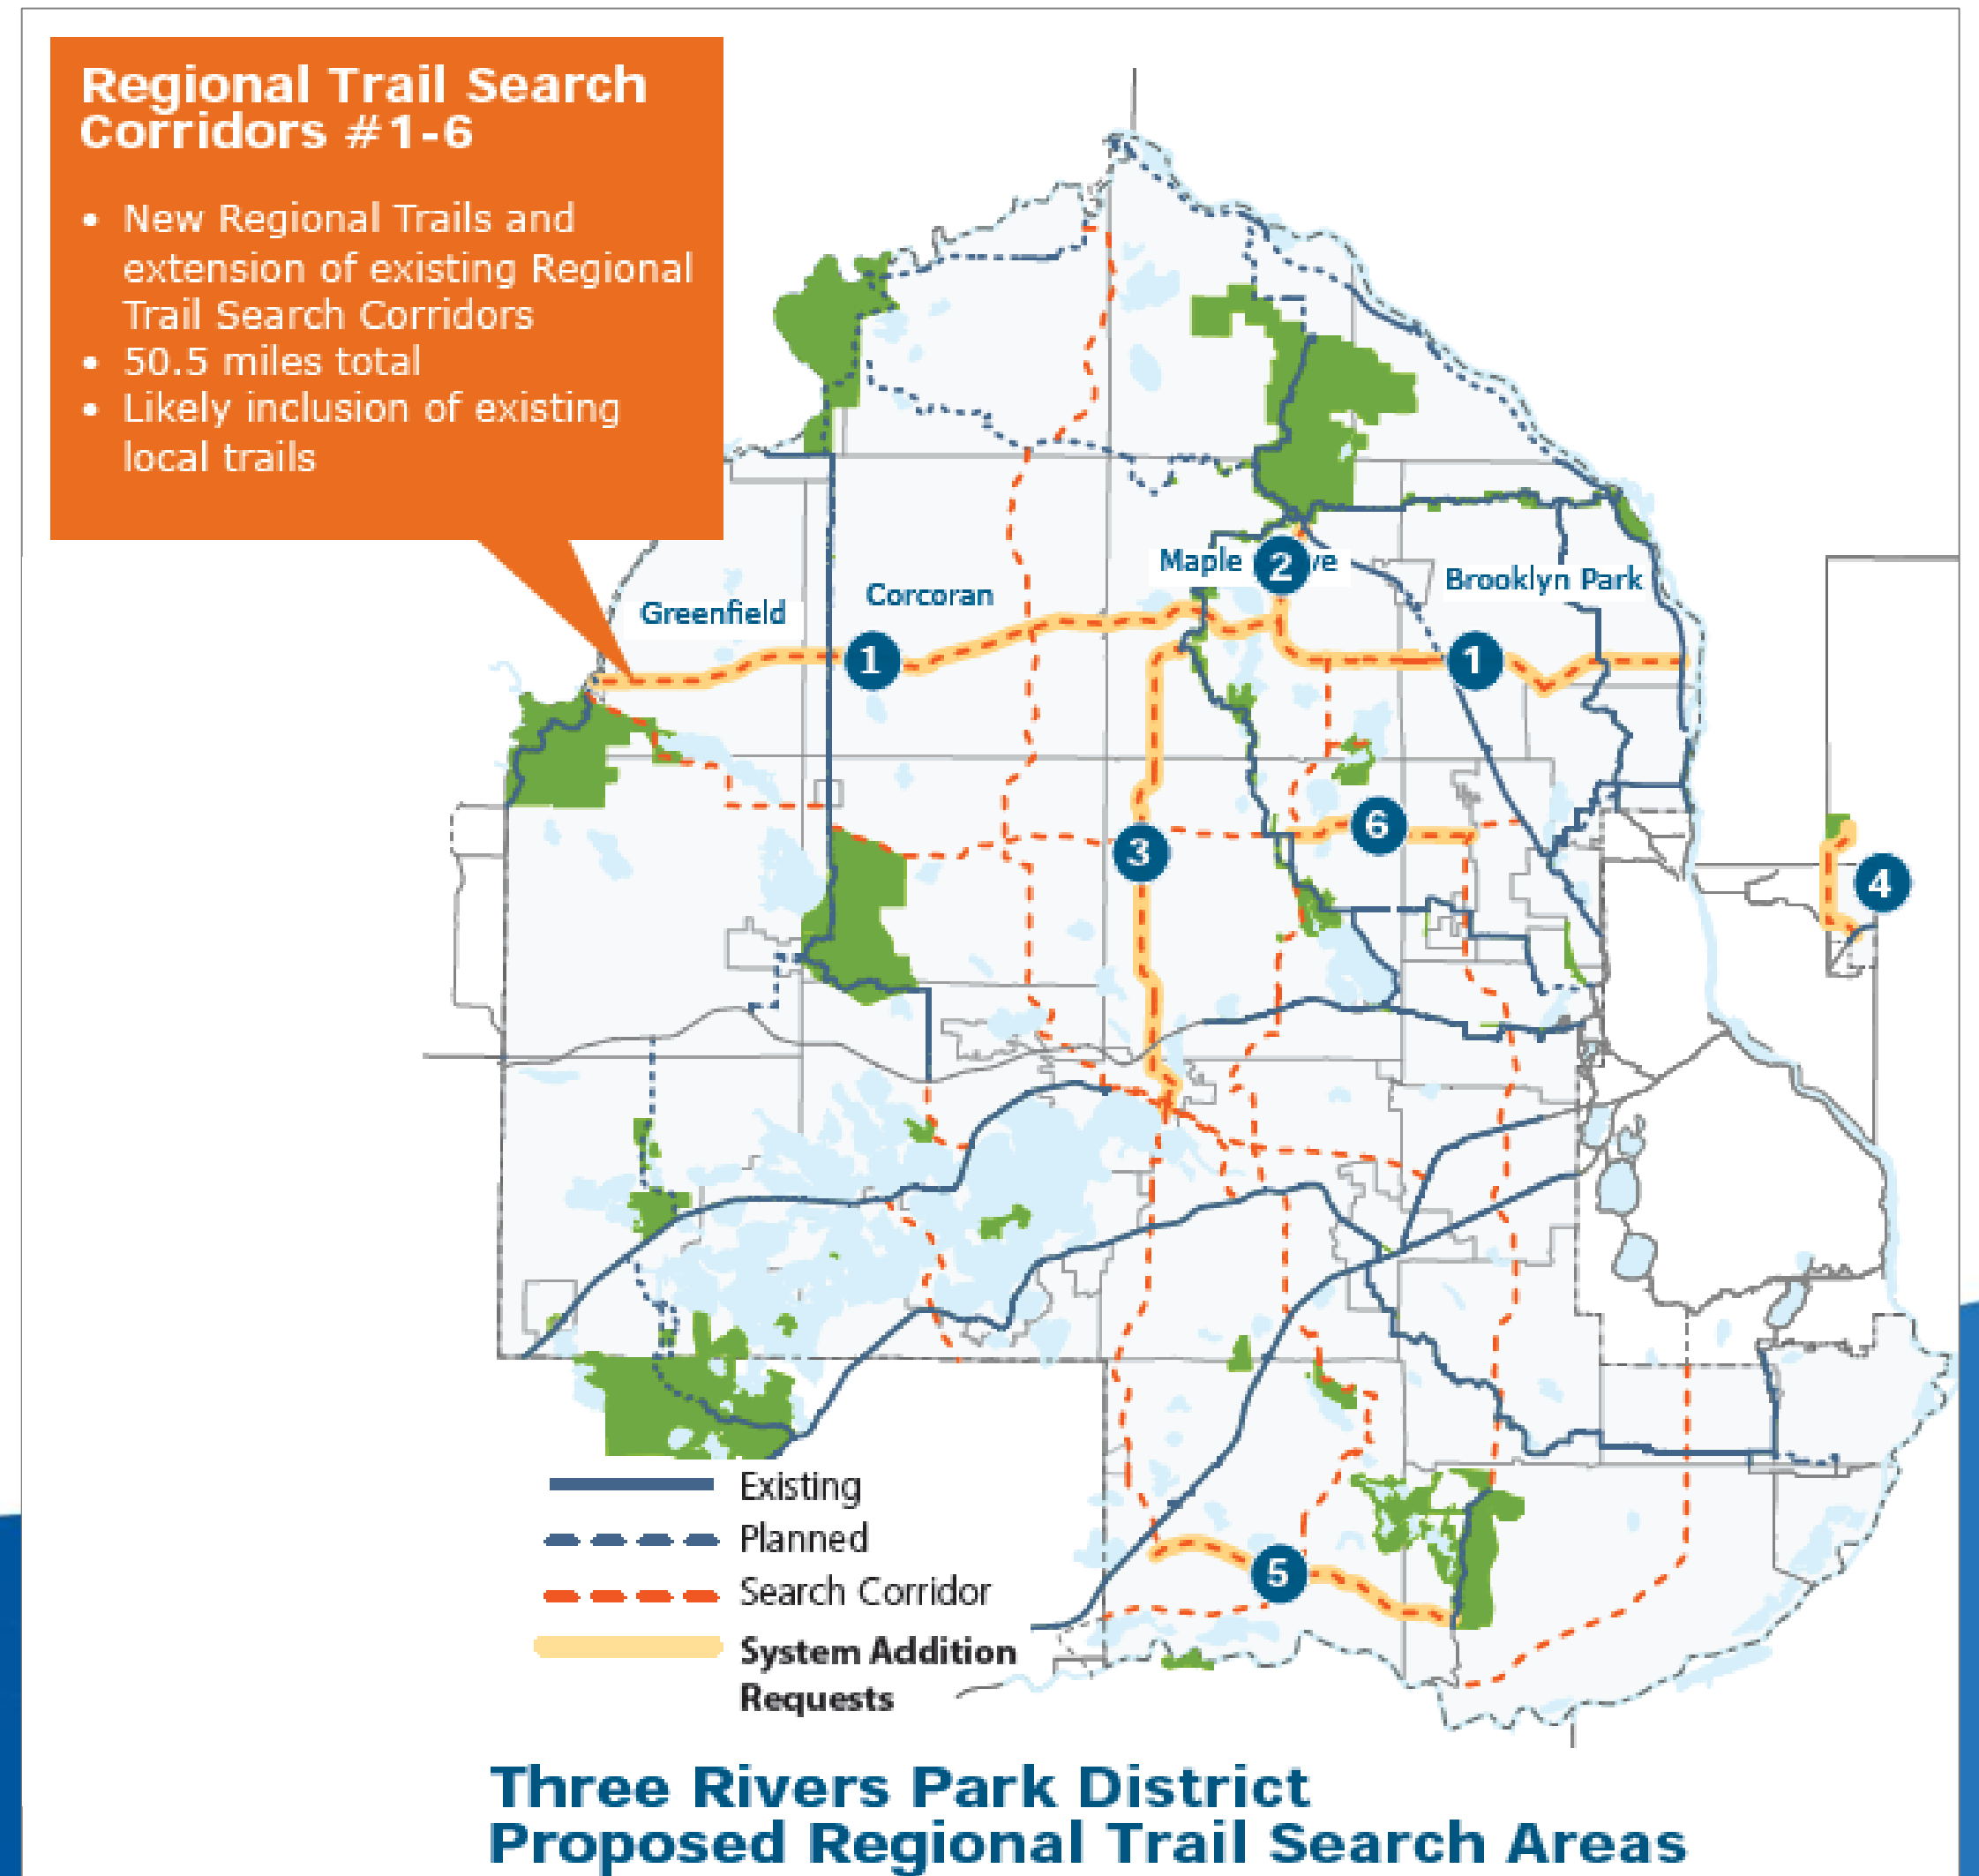 Regional Trail Search
Corridors #1-6
• New Regional Trails and
extension of existing Regional
Trail Search Corridors
• 50.5 miles total
• Likely inclusion of existing
local trails
Maple
2
ve
Brooklyn Park
Corcoran
Greenfield
1
1
6
3
4
5
Existing
Planned
Search Corridor
System Addition
Requests
Three Rivers Park District
Proposed Regional Trail Search Areas